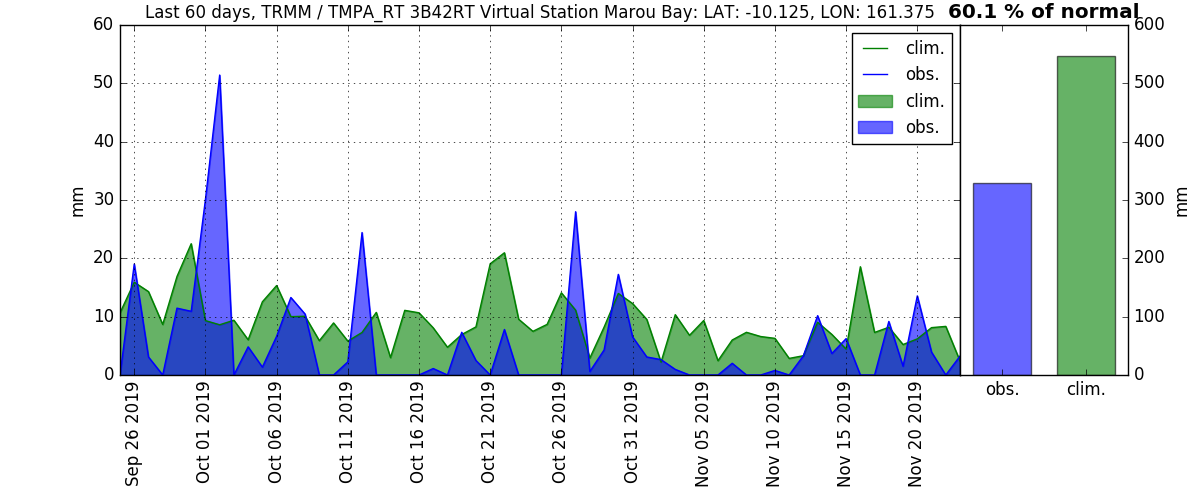 Last 60 days, TRMM / TMPA_RT 3B42RT Virtual Station Marou Bay: LAT: -10.125, LON: 161.375 60.1 % of normal
60
50
40
30
20
10
0
mm
clim.
obs.
clim.
obs.
Sep 26 2019
Oct 01 2019
Oct 06 2019
Oct 11 2019
Oct 16 2019
Oct 21 2019
Oct 26 2019
Oct 31 2019
Nov 05 2019
Nov 10 2019
Nov 15 2019
Nov 20 2019
600
500
400
300
200
100
0
mm
obs.
clim.